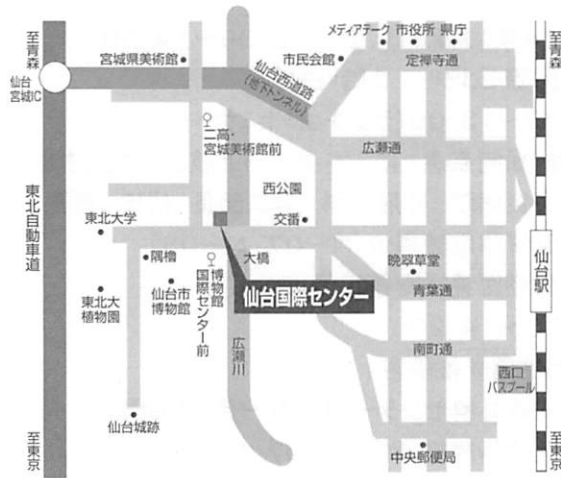 至青森
仙台
宮城IC
東北自動車道
至東京
宮城県美術館
仙台西道路
(地下トンネル)
市民会館
メディアテーク
市役所
県庁
定禅寺通
至青森
二高・
宮城美術館前
広瀬通
西公園
交番
東北大学
隅櫓
仙台市
博物館
博物館
国際センター前
大橋
仙台国際センター
晩翠草堂
青葉通
仙台駅
東北大
植物園
広瀬川
南町通
西口
バスプール
仙台城跡
中央郵便局
至東京